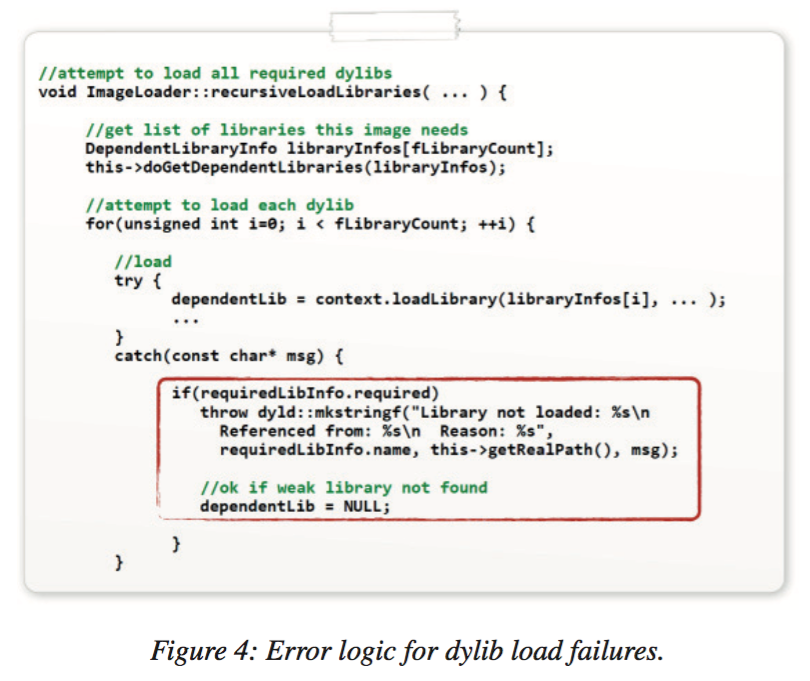 //attempt to load all required dylibs
void ImageLoader::recursiveLoadLibraries( ... ) {
//get list of libraries this image needs
DependentLibraryInfo libraryInfos[fLibraryCount];
this->doGetDependentLibraries(libraryInfos);
//attempt to load each dylib
for(unsigned int i=0; i < fLibraryCount; ++i) {
//load
try {
dependentLib = context.loadLibrary(libraryInfos[i], ... );
...
}
catch(const char* msg) {
if(requiredLibInfo.required)
throw dyld::mkstringf("Library not loaded: %s\n
Referenced from: %s\n  Reason: %s",
requiredLibInfo.name, this->getRealPath(), msg);
//ok if weak library not found
dependentLib = NULL;
}
}
Figure 4: Error logic for dylib load failures.